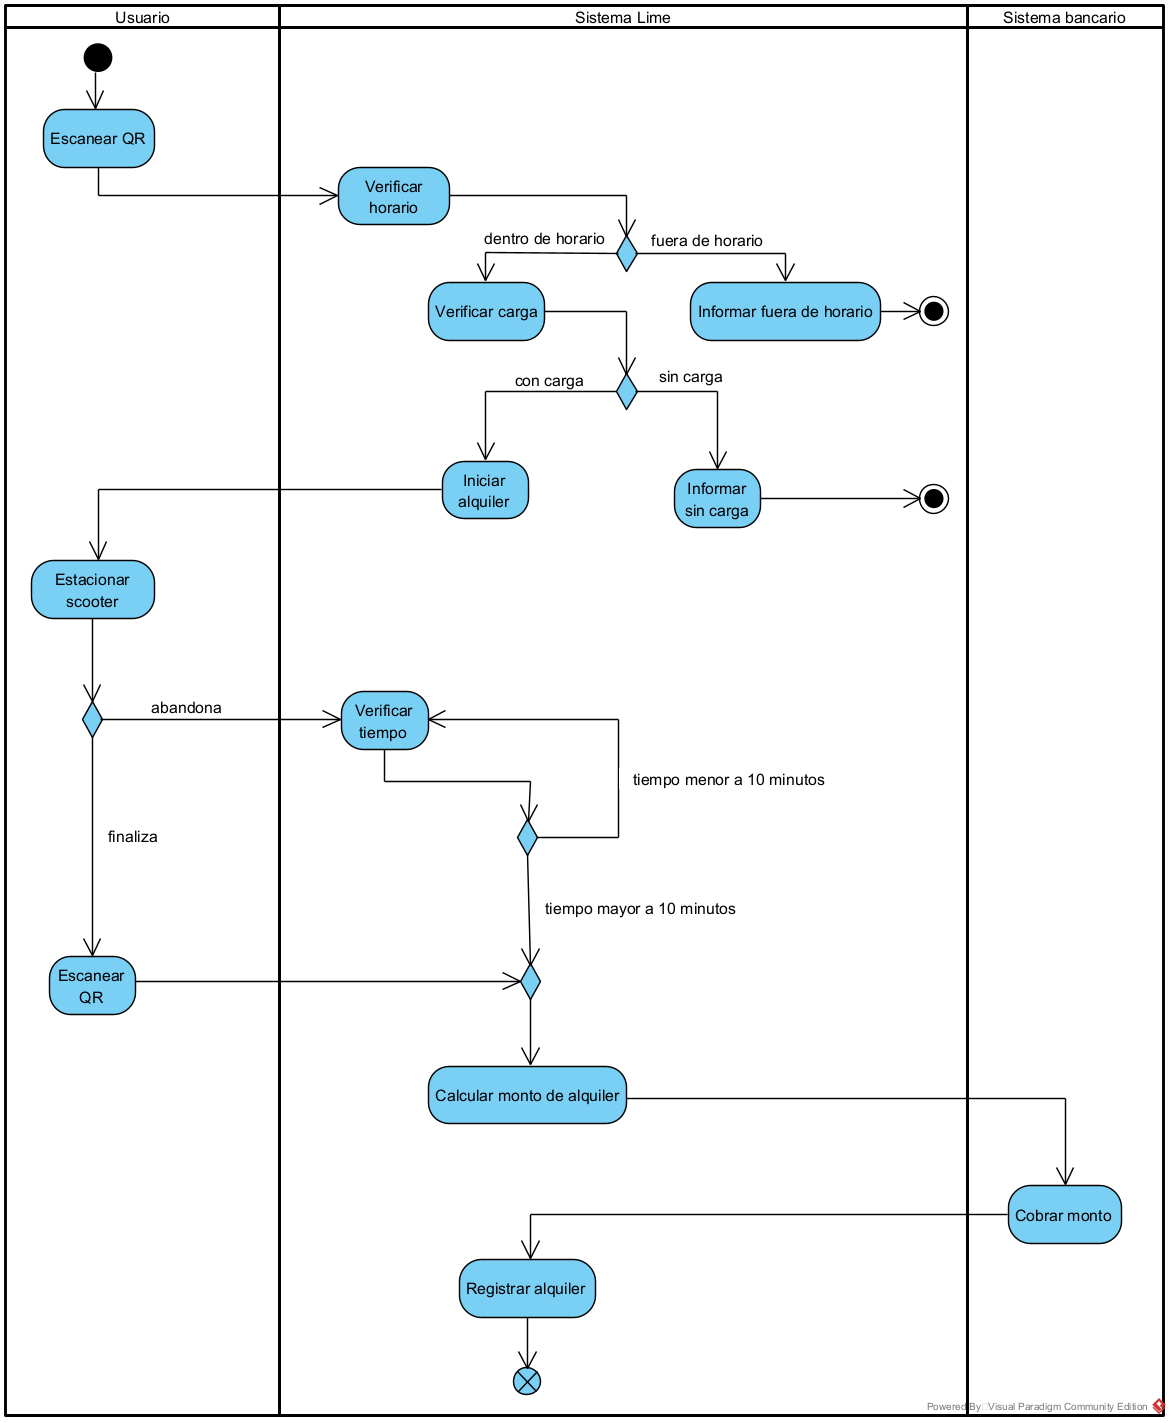 Usuario
Sistema Lime
Sistema bancario
Escanear QR
Verificar
horario
dentro de horario
fuera de horario
Verificar carga
Informar fuera de horario
con carga
sin carga
Iniciar
alquiler
Informar
sin carga
Estacionar
scooter
abandona
Verificar
tiempo
tiempo menor a 10 minutos
finaliza
tiempo mayor a 10 minutos
Escanear
QR
Calcular monto de alquiler
Cobrar monto
Registrar alquiler
Powered By Visual Paradigm Community Edition